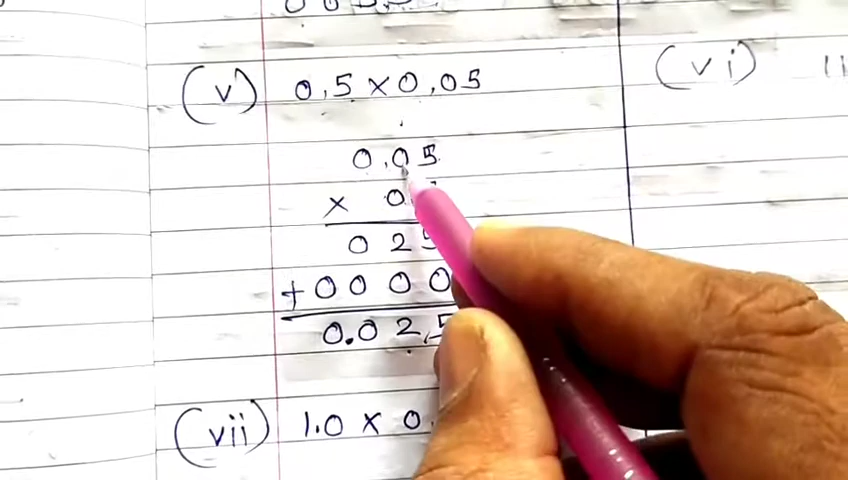 (v) 0.5 × 0.05 (vi)
0.05
× 0
0 2 5
+ 0 0 0 0
0.0 2 5
(vii) 1.0 × 0.